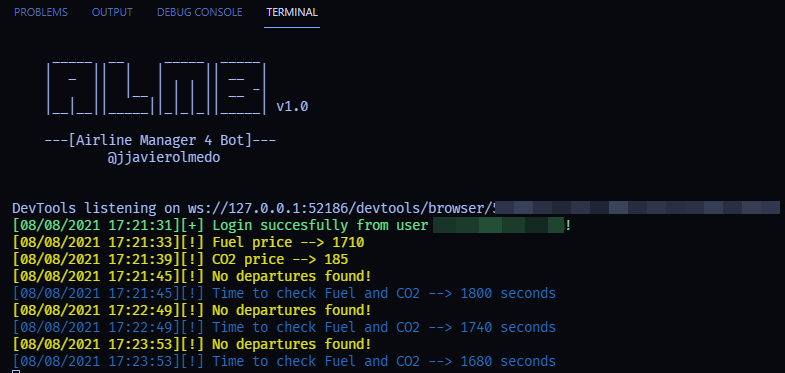 PROBLEMS OUTPUT DEBUG CONSOLE TERMINAL
ALMB v1.0
---[Airline Manager 4 Bot]---
@jjavierolmedo
DevTools listening on ws://127.0.0.1:52186/devtools/browser/
[08/08/2021 17:21:31][+] Login succesfully from user !
[08/08/2021 17:21:33][!] Fuel price --> 1710
[08/08/2021 17:21:39][!] CO2 price --> 185
[08/08/2021 17:21:45][!] No departures found!
[08/08/2021 17:21:45][!] Time to check Fuel and CO2 --> 1800 seconds
[08/08/2021 17:22:49][!] No departures found!
[08/08/2021 17:22:49][!] Time to check Fuel and CO2 --> 1740 seconds
[08/08/2021 17:23:53][!] No departures found!
[08/08/2021 17:23:53][!] Time to check Fuel and CO2 --> 1680 seconds